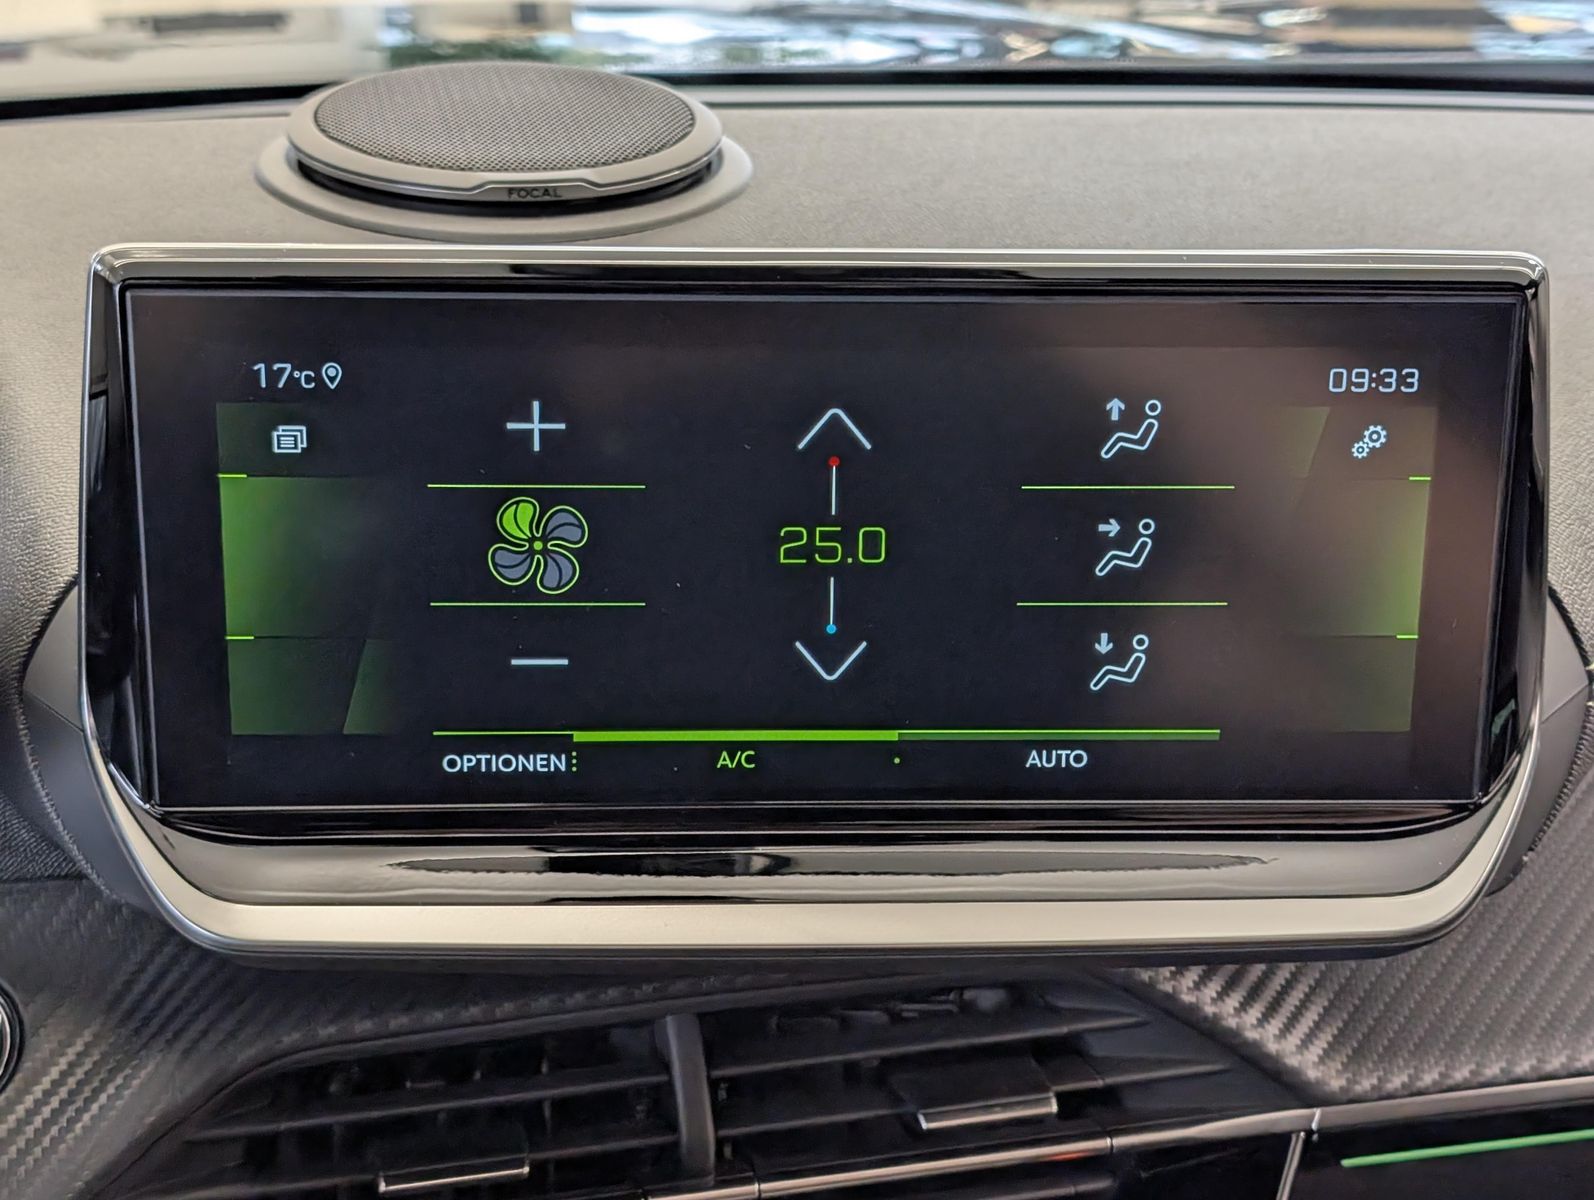 FOCAL
17°C
09:33
25.0
OPTIONEN
A/C
AUTO